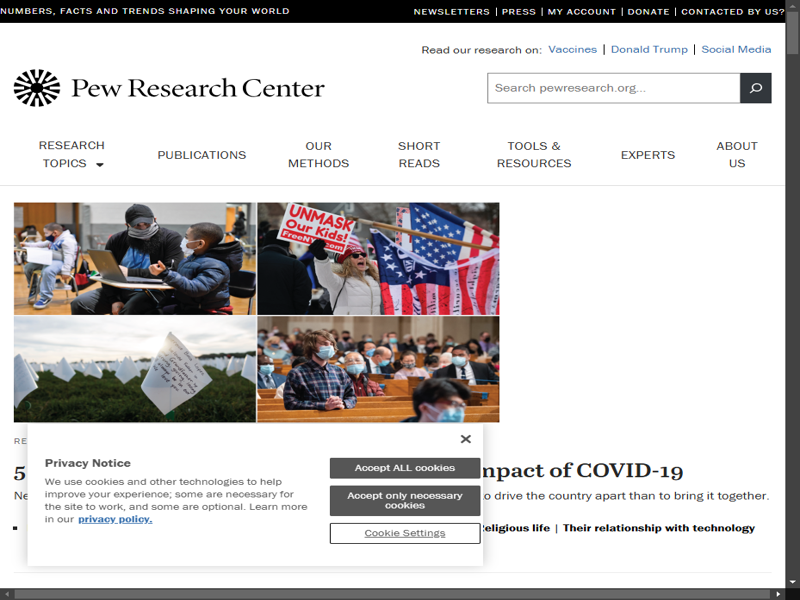 NUMBERS, FACTS AND TRENDS SHAPING YOUR WORLD
NEWSLETTERS | PRESS | MY ACCOUNT | DONATE | CONTACTED BY US?
Read our research on: Vaccines | Donald Trump | Social Media
Pew Research Center
Search pewresearch.org...
RESEARCH TOPICS
PUBLICATIONS
OUR METHODS
SHORT READS
TOOLS & RESOURCES
EXPERTS
ABOUT US
UNMASK
Our Kids!
FreeNY.com
RE
5
mpact of COVID-19
Ne
o drive the country apart than to bring it together.
Religious life | Their relationship with technology
Privacy Notice
We use cookies and other technologies to help
improve your experience; some are necessary for
the site to work, and some are optional. Learn more
in our privacy policy.
Accept ALL cookies
Accept only necessary
cookies
Cookie Settings